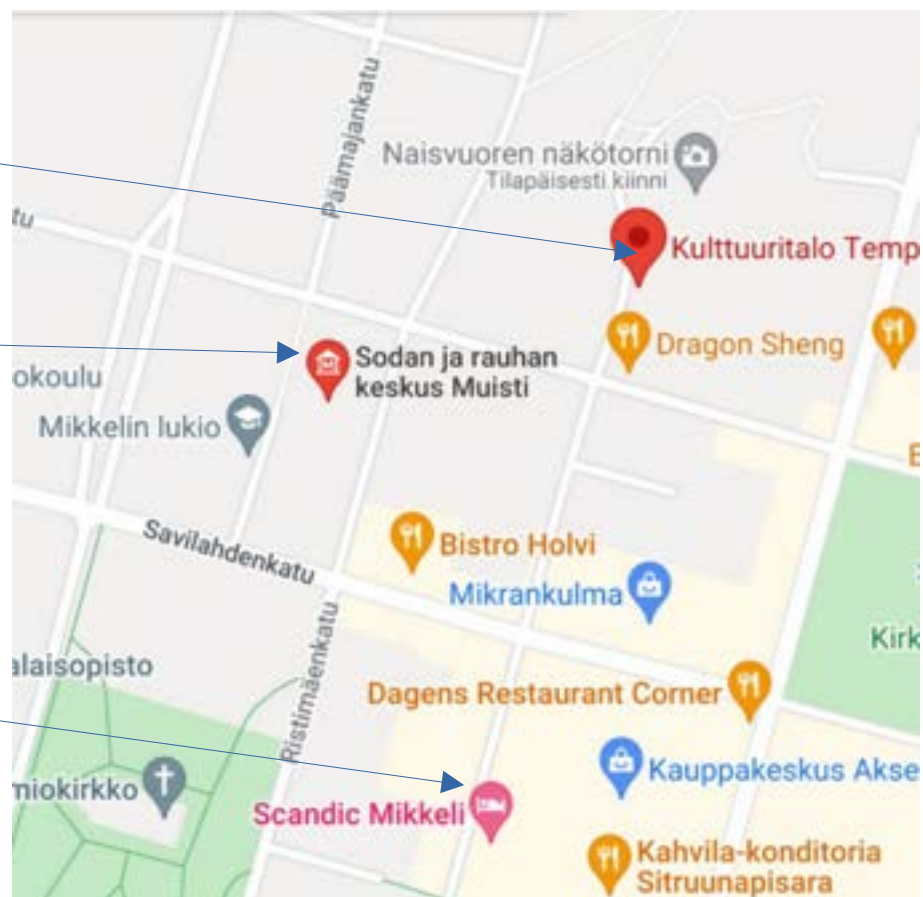 Päämajankatu
Naisvuoren näkötorni
Tilapäisesti kiinni
tu
Kulttuuritalo Temp
Dragon Sheng
Sodan ja rauhan
keskus Muisti
okoulu
Mikkelin lukio
E
Savilahdenkatu
Bistro Holvi
Mikrankulma
Kirk
alaisopisto
Ristimäenkatu
Dagens Restaurant Corner
Kauppakeskus Akse
miokirkko
Scandic Mikkeli
Kahvila-konditoria
Sitruunapisara